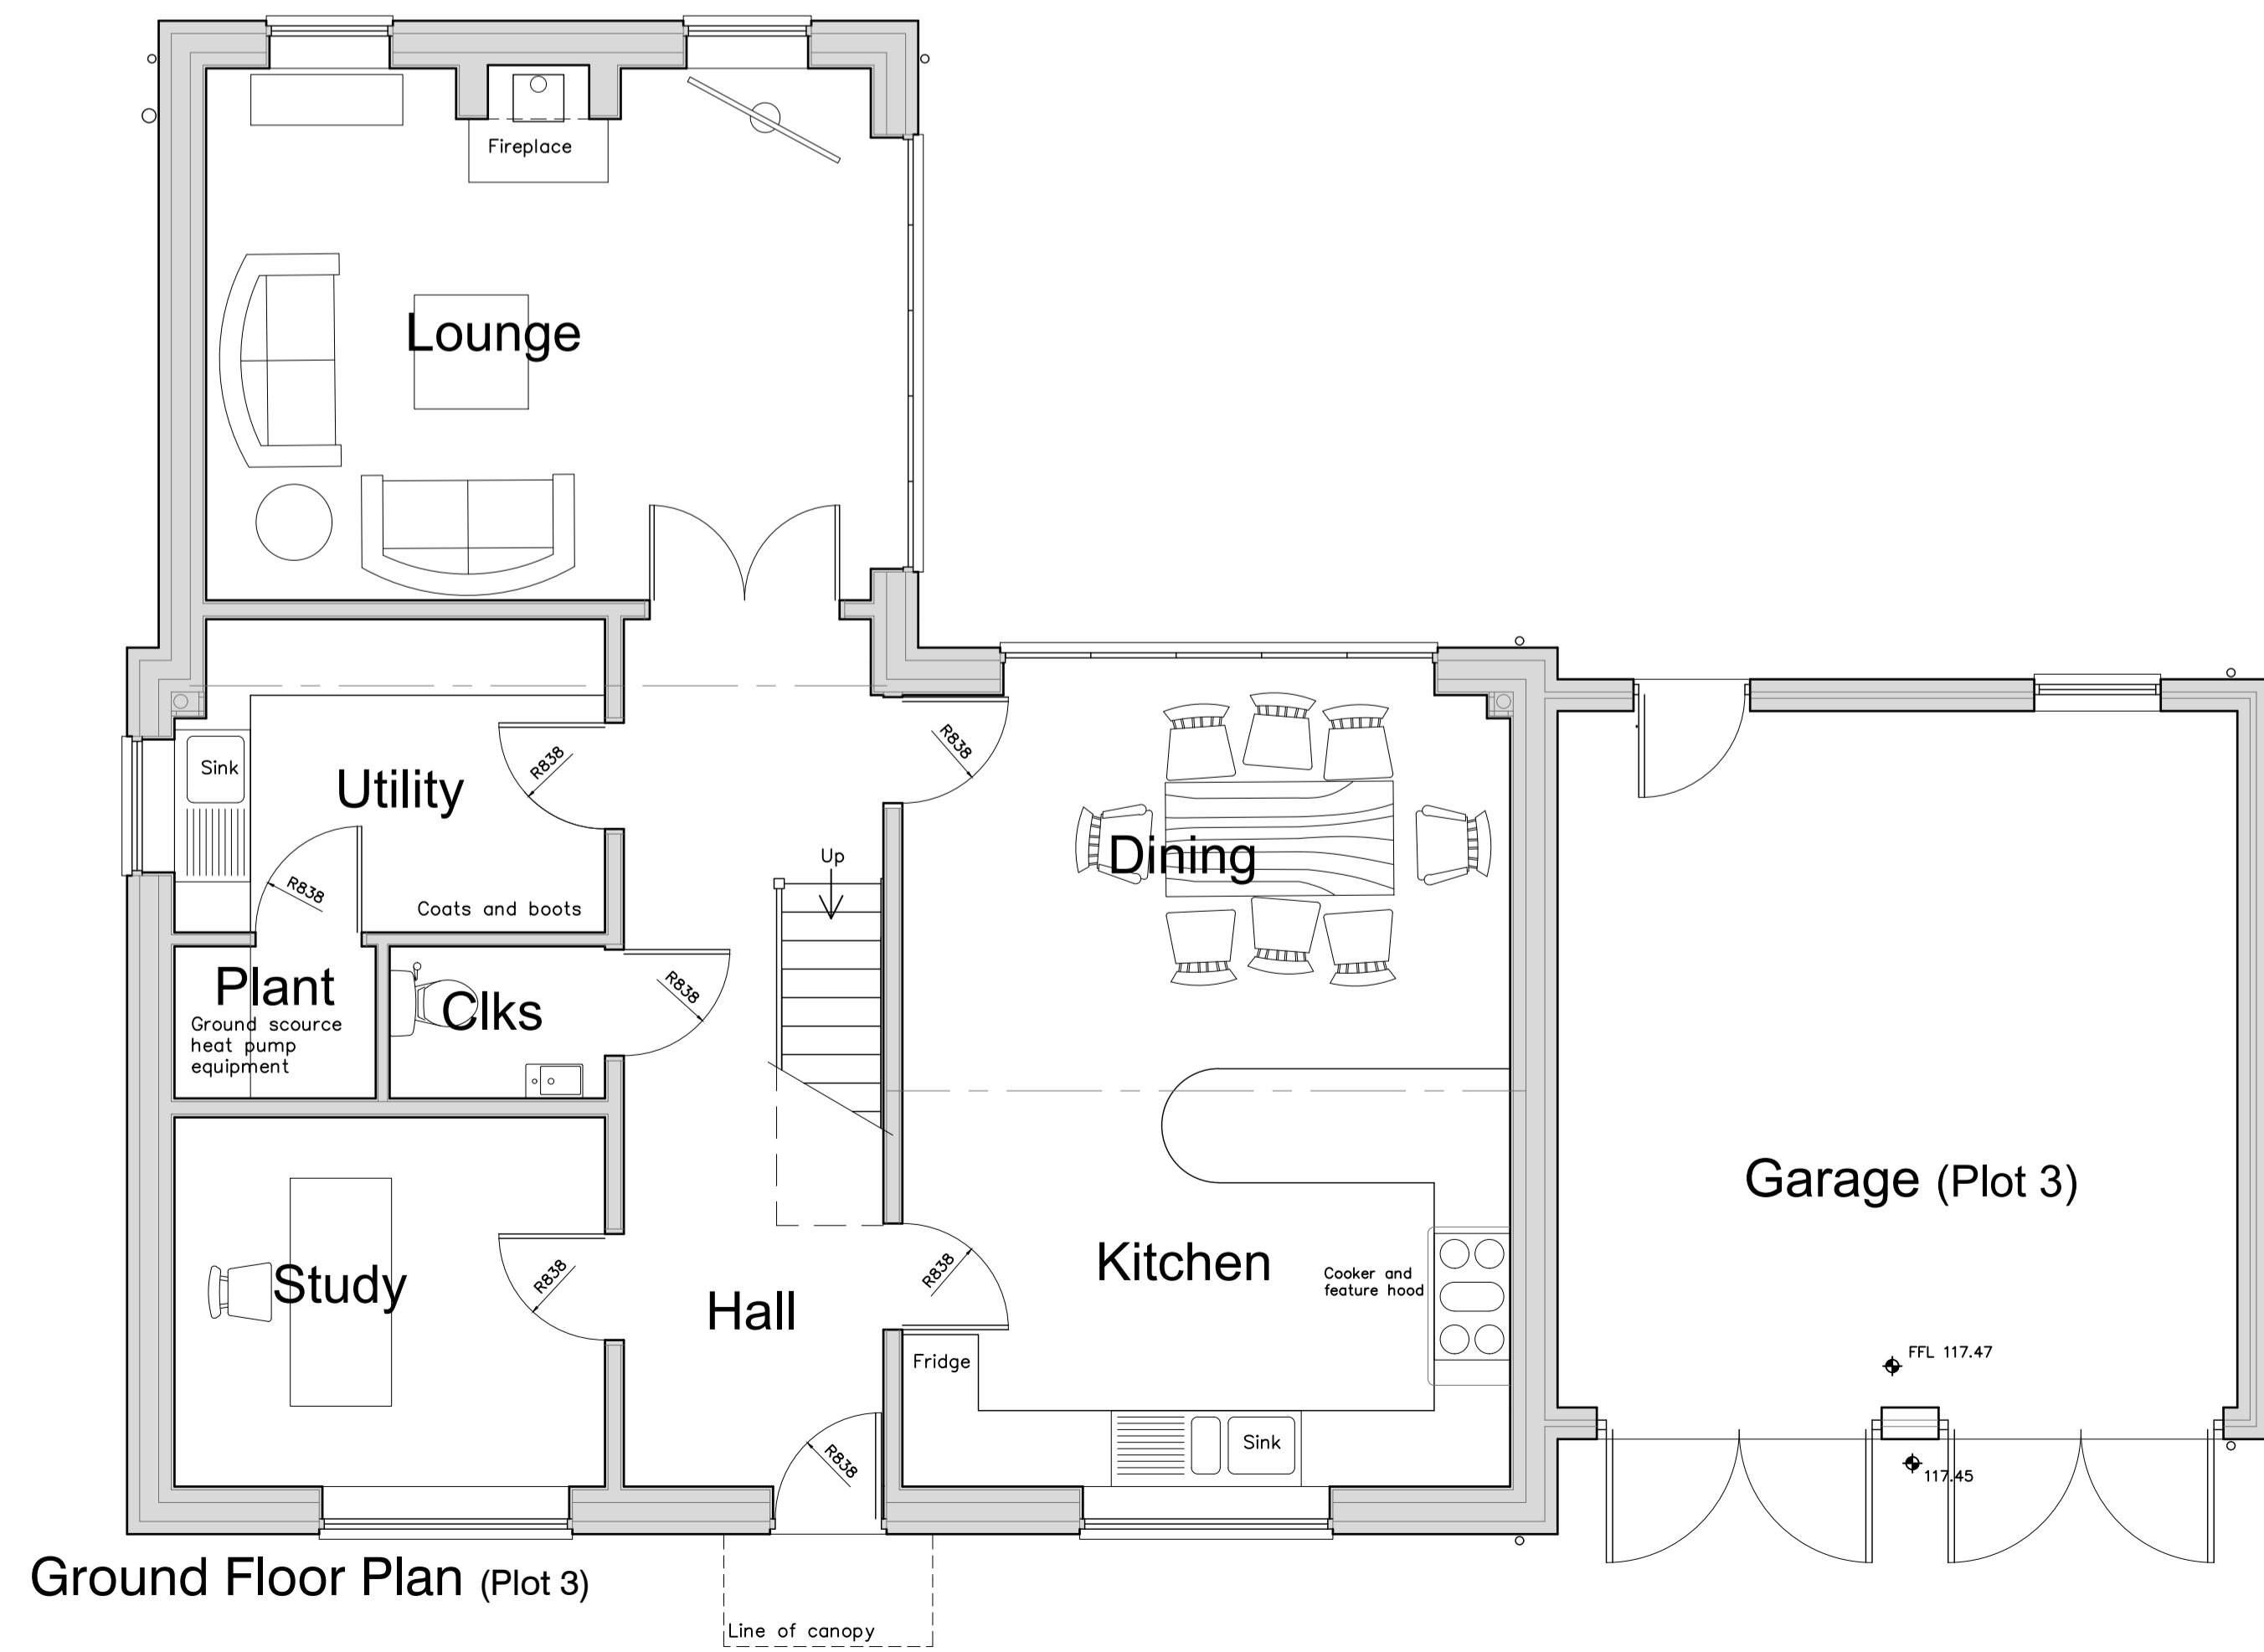 Fireplace
Lounge
R838
R838
Sink
Utility
Up
Dining
R838
Coats and boots
Plant
Ground scource
heat pump
equipment
Clks
R838
Garage (Plot 3)
Study
R838
Hall
R838
Kitchen
Cooker and
feature hood
Fridge
FFL 117.47
R838
Sink
117.45
Ground Floor Plan (Plot 3)
Line of canopy